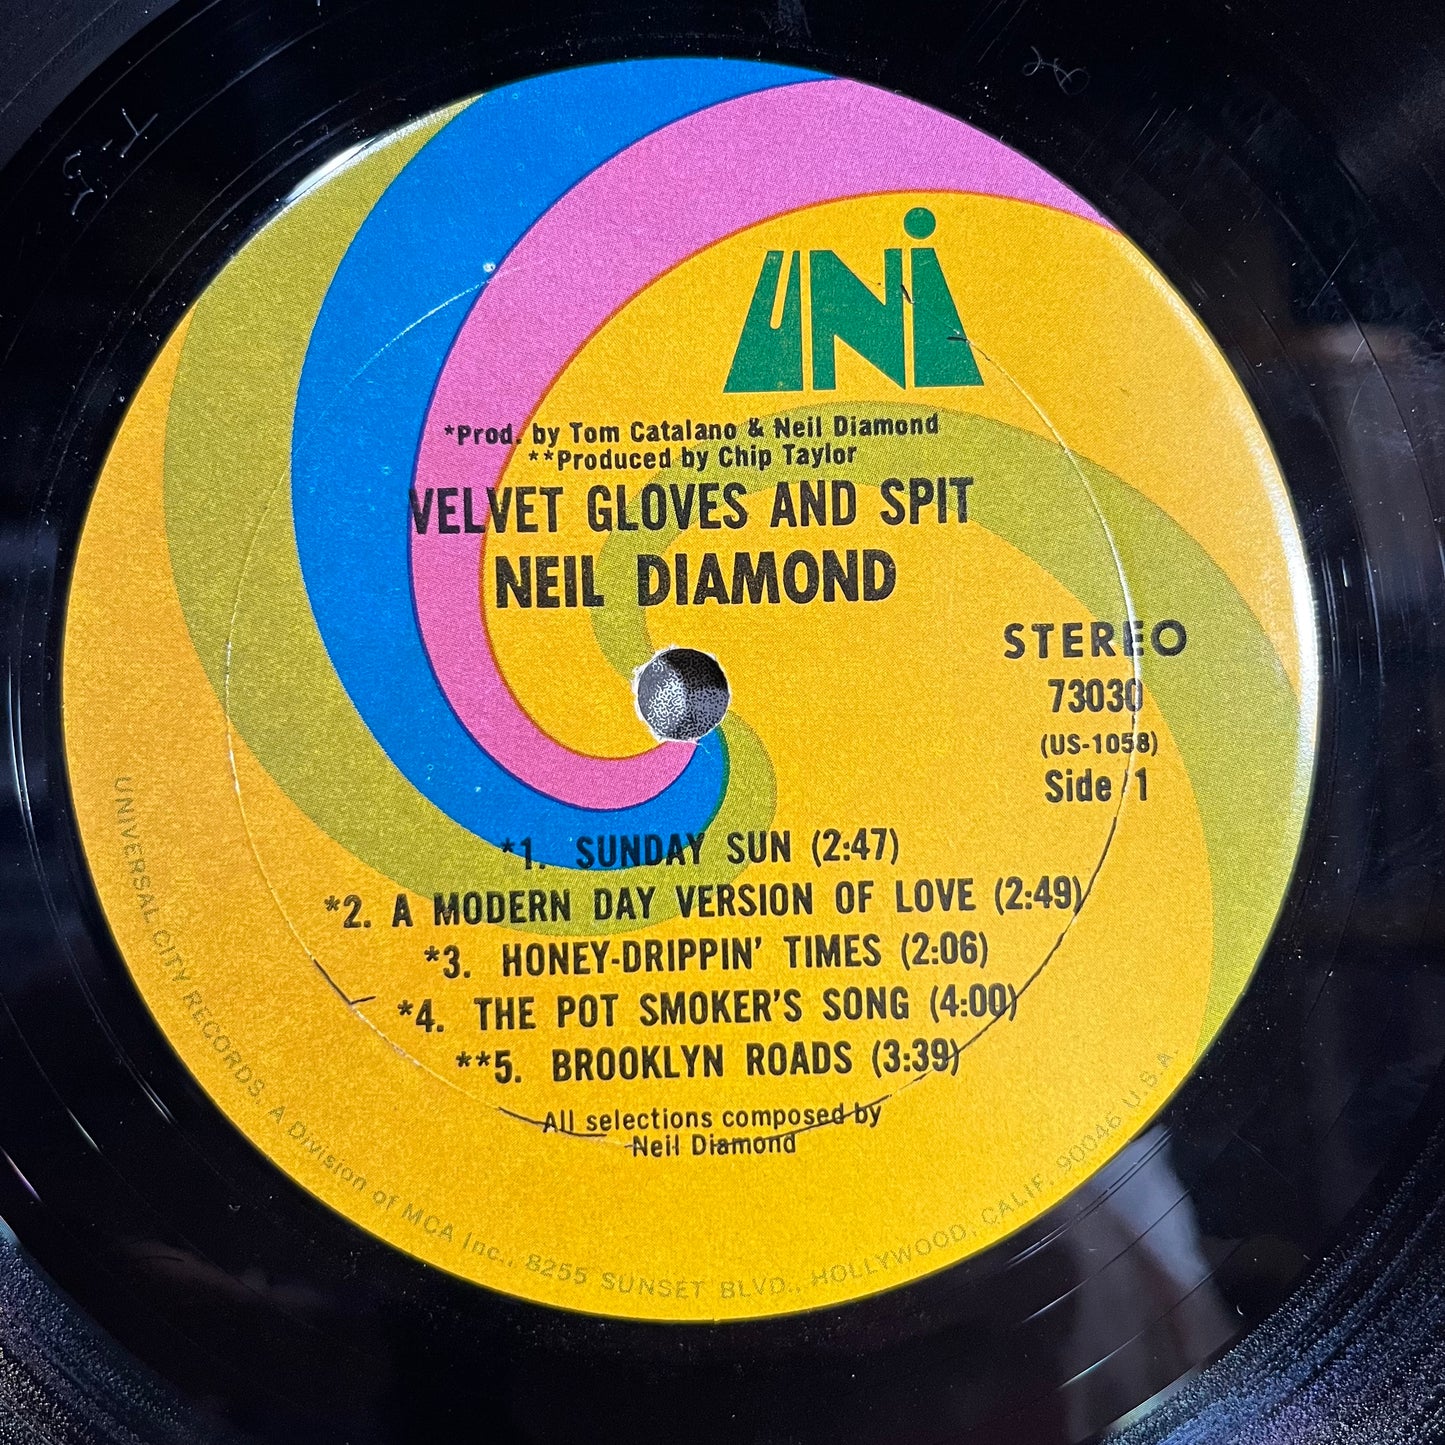 UNI
*Prod. by Tom Catalano & Neil Diamond
**Produced by Chip Taylor
VELVET GLOVES AND SPIT
NEIL DIAMOND
STEREO
73030
(US-1058)
Side 1
*1. SUNDAY SUN (2:47)
*2. A MODERN DAY VERSION OF LOVE (2:49)
*3. HONEY-DRIPPIN' TIMES (2:06)
*4. THE POT SMOKER'S SONG (4:00)
**5. BROOKLYN ROADS (3:39)
All selections composed by
Neil Diamond
UNIVERSAL CITY RECORDS, A Division of MCA Inc., 8255 SUNSET BLVD., HOLLYWOOD, CALIF. 90046 U.S.A.